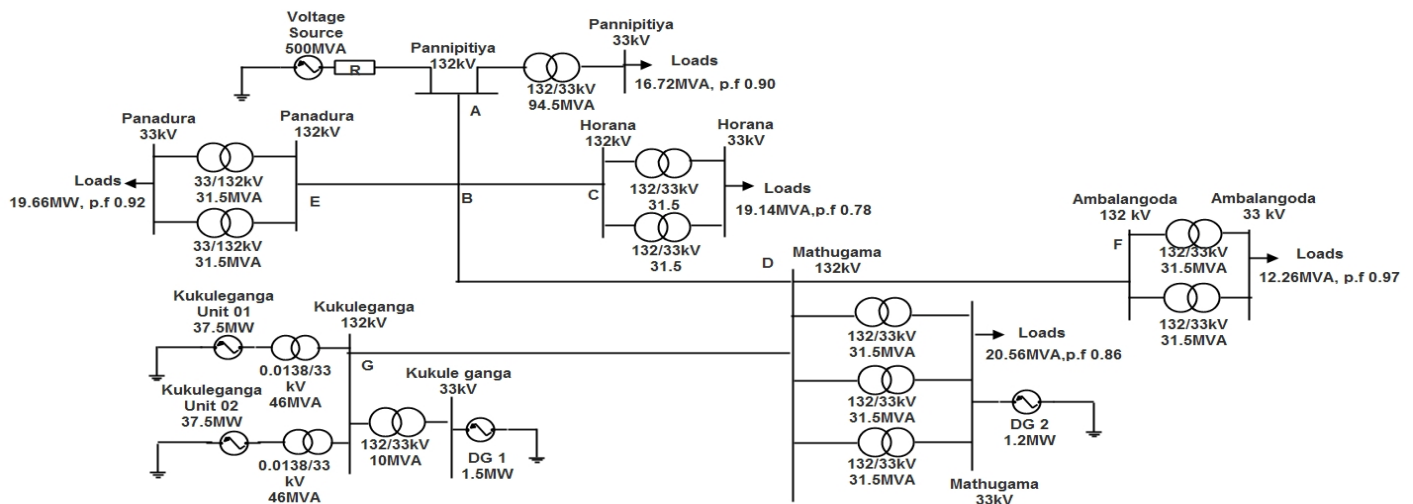 Voltage
Source
500MVA
R
Pannipitiya
132kV
A
132/33kV
94.5MVA
Pannipitiya
33kV
Loads
16.72MVA, p.f 0.90
Panadura
33kV
Panadura
132kV
Loads
19.66MW, p.f 0.92
33/132kV
31.5MVA
33/132kV
31.5MVA
E
B
Horana
132kV
C
132/33kV
31.5
132/33kV
31.5
Horana
33kV
Loads
19.14MVA,p.f 0.78
Ambalangoda
132 kV
F
132/33kV
31.5MVA
132/33kV
31.5MVA
Ambalangoda
33 kV
Loads
12.26MVA, p.f 0.97
D
Mathugama
132kV
132/33kV
31.5MVA
132/33kV
31.5MVA
132/33kV
31.5MVA
Loads
20.56MVA,p.f 0.86
DG 2
1.2MW
Mathugama
33kV
Kukuleganga
Unit 01
37.5MW
0.0138/33
kV
46MVA
Kukuleganga
132kV
G
Kukuleganga
Unit 02
37.5MW
0.0138/33
kV
46MVA
132/33kV
10MVA
Kukule ganga
33kV
DG 1
1.5MW